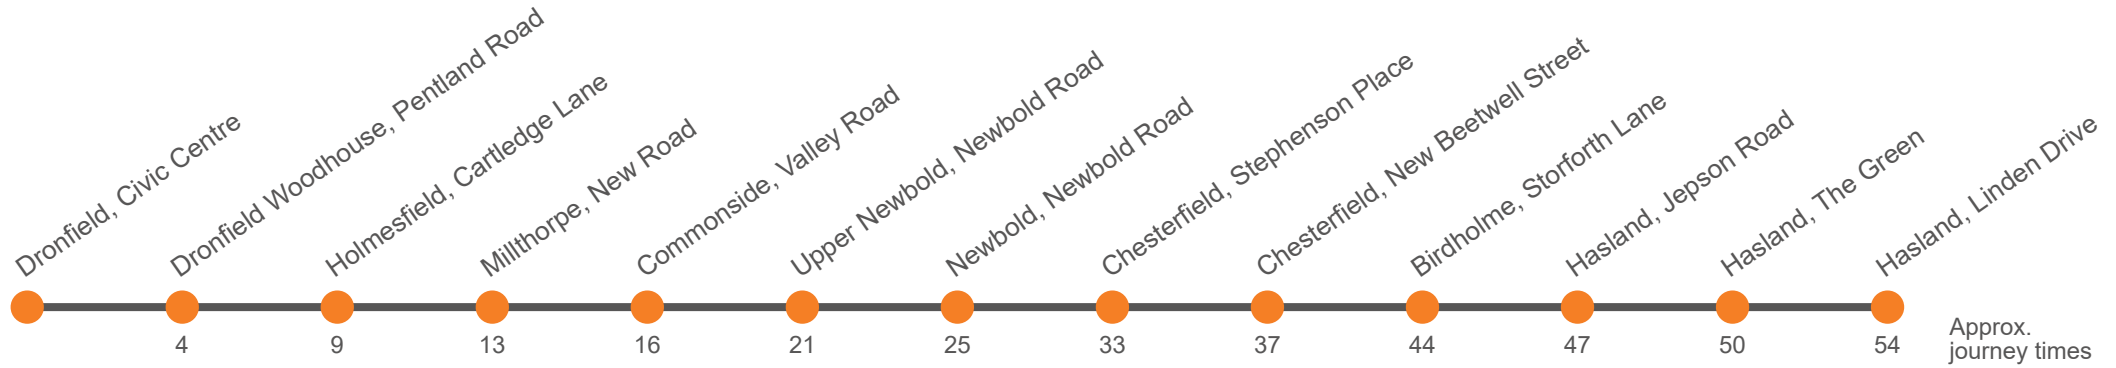 Dronfield, Civic Centre
Dronfield Woodhouse, Pentland Road
Holmesfield, Cartledge Lane
Millthorpe, New Road
Commonside, Valley Road
Upper Newbold, Newbold Road
Newbold, Newbold Road
Chesterfield, Stephenson Place
Chesterfield, New Beetwell Street
Birdholme, Storforth Lane
Hasland, Jepson Road
Hasland, The Green
Hasland, Linden Drive
4
9
13
16
21
25
33
37
44
47
50
54
Approx.
journey times